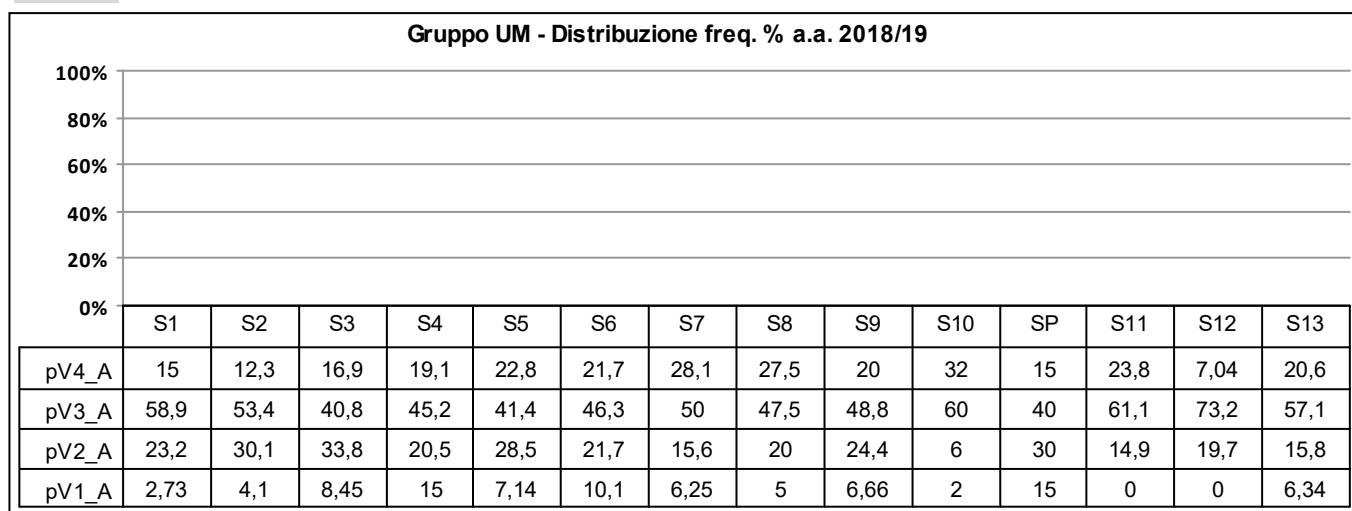 Gruppo UM - Distribuzione freq. % a.a. 2018/19
100%
80%
60%
40%
20%
0%
S1 S2 S3 S4 S5 S6 S7 S8 S9 S10 SP S11 S12 S13
pV4_A 15 12,3 16,9 19,1 22,8 21,7 28,1 27,5 20 32 15 23,8 7,04 20,6
pV3_A 58,9 53,4 40,8 45,2 41,4 46,3 50 47,5 48,8 60 40 61,1 73,2 57,1
pV2_A 23,2 30,1 33,8 20,5 28,5 21,7 15,6 20 24,4 6 30 14,9 19,7 15,8
pV1_A 2,73 4,1 8,45 15 7,14 10,1 6,25 5 6,66 2 15 0 0 6,34